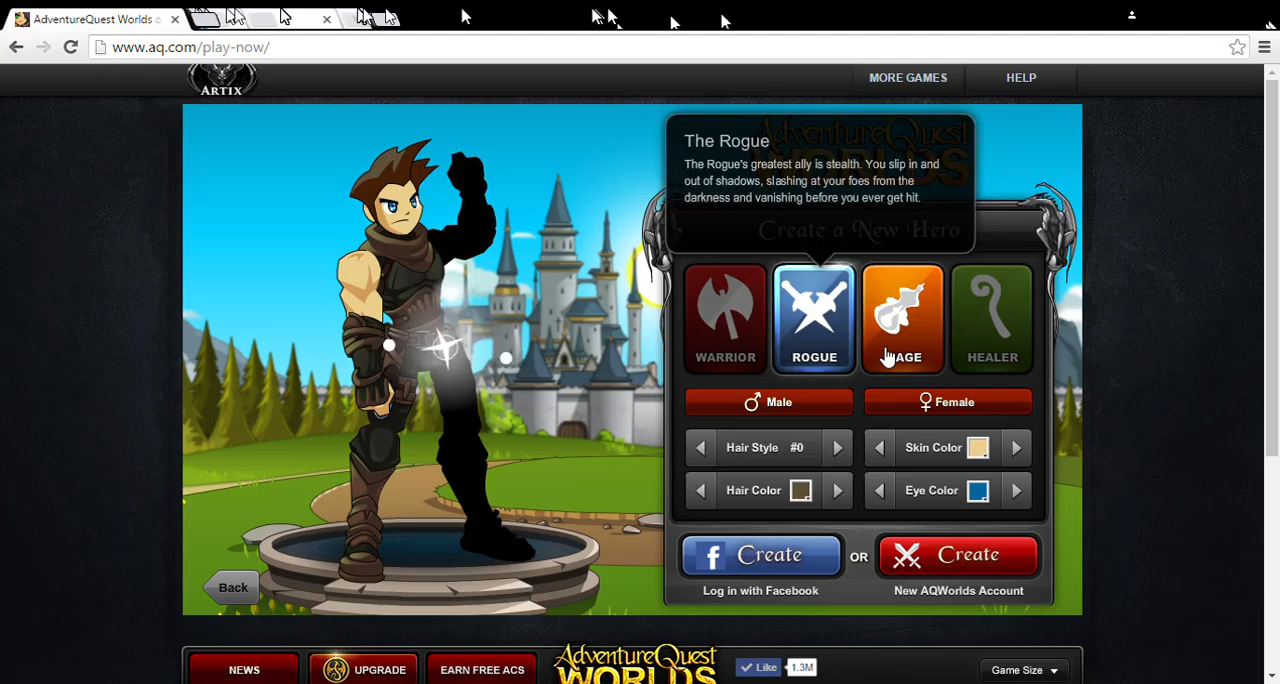 AdventureQuest Worlds
www.aq.com/play-now/
ARTIX
MORE GAMES
HELP
The Rogue
The Rogue's greatest ally is stealth. You slip in and
out of shadows, slashing at your foes from the
darkness and vanishing before you ever get hit.
AdventureQuest
WORLDS
Create a New Hero
WARRIOR
ROGUE
MAGE
HEALER
Male
Female
Hair Style #0
Skin Color
Hair Color
Eye Color
f Create
OR
Create
Log in with Facebook
New AQWorlds Account
Back
NEWS
UPGRADE
EARN FREE ACS
AdventureQuest
WORLDS
Like
1.3M
Game Size